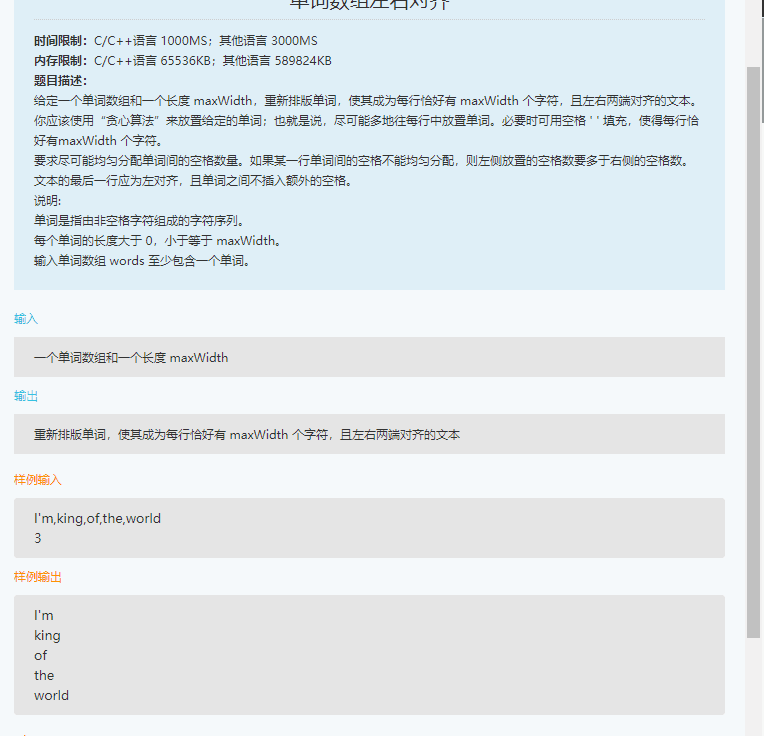 单词数组左右对齐
时间限制：C/C++语言 1000MS；其他语言 3000MS
内存限制：C/C++语言 65536KB；其他语言 589824KB
题目描述：
给定一个单词数组和一个长度 maxWidth，重新排版单词，使其成为每行恰好有 maxWidth 个字符，且左右两端对齐的文本。
你应该使用“贪心算法”来放置给定的单词；也就是说，尽可能多地往每行中放置单词。必要时可用空格 ' ' 填充，使得每行恰
好有maxWidth 个字符。
要求尽可能均匀分配单词间的空格数量。如果某一行单词间的空格不能均匀分配，则左侧放置的空格数要多于右侧的空格数。
文本的最后一行应为左对齐，且单词之间不插入额外的空格。
说明:
单词是指由非空格字符组成的字符序列。
每个单词的长度大于 0，小于等于 maxWidth。
输入单词数组 words 至少包含一个单词。
输入
一个单词数组和一个长度 maxWidth
输出
重新排版单词，使其成为每行恰好有 maxWidth 个字符，且左右两端对齐的文本
样例输入
I'm,king,of,the,world
3
样例输出
I'm
king
of
the
world